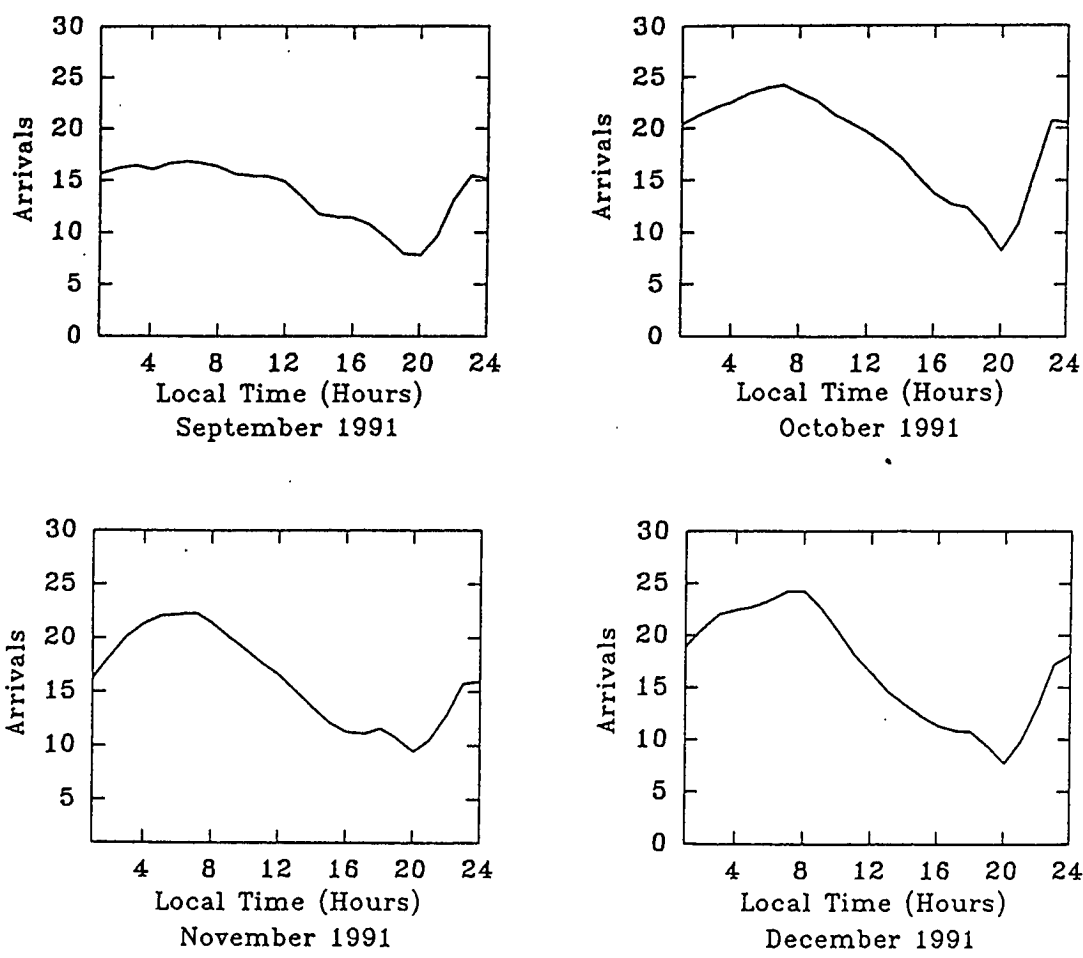 30
25
20
15
10
5
0
Arrivals
4 8 12 16 20 24
Local Time (Hours)
September 1991
30
25
20
15
10
5
0
Arrivals
4 8 12 16 20 24
Local Time (Hours)
October 1991
30
25
20
15
10
5
Arrivals
4 8 12 16 20 24
Local Time (Hours)
November 1991
30
25
20
15
10
5
0
Arrivals
4 8 12 16 20 24
Local Time (Hours)
December 1991